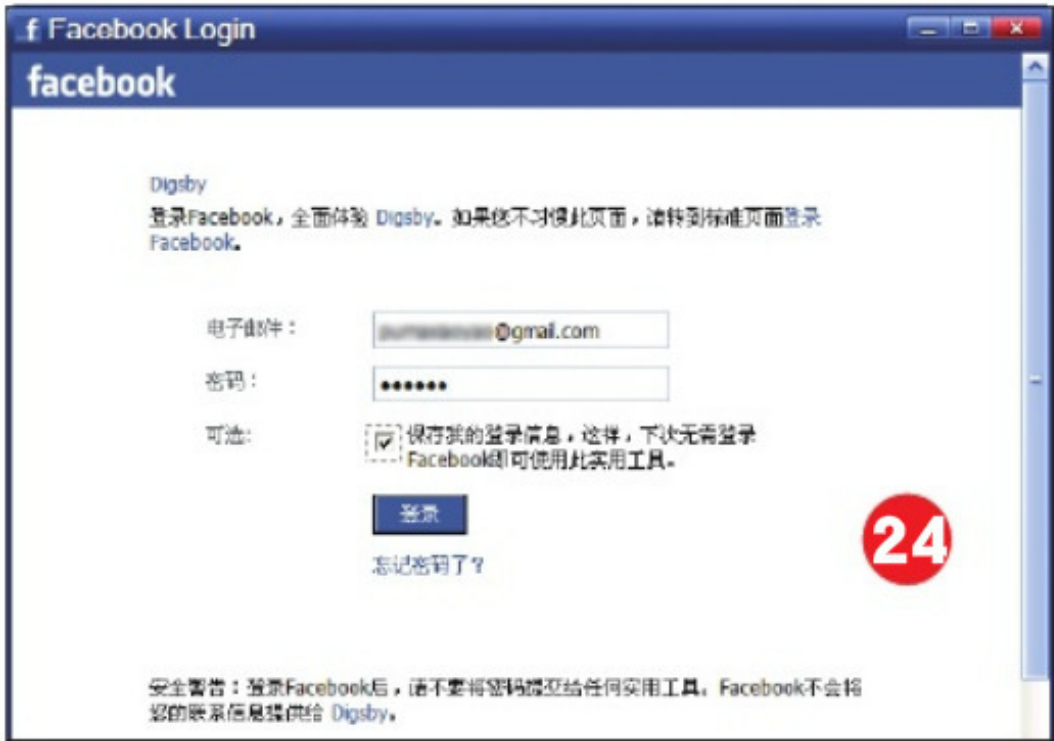 Facebook Login
facebook
Digsby
登录Facebook，全面体验 Digsby。如果您不习惯此页面，请转到标准页面登录
Facebook。
电子邮件：
@gmail.com
密码：
••••••
可选:
保存我的登录信息，这样，下次无需登录
Facebook即可使用此实用工具。
登录
24
忘记密码了？
安全警告：登录Facebook后，请不要将密码提交给任何实用工具。Facebook不会将
您的联系信息提供给 Digsby。